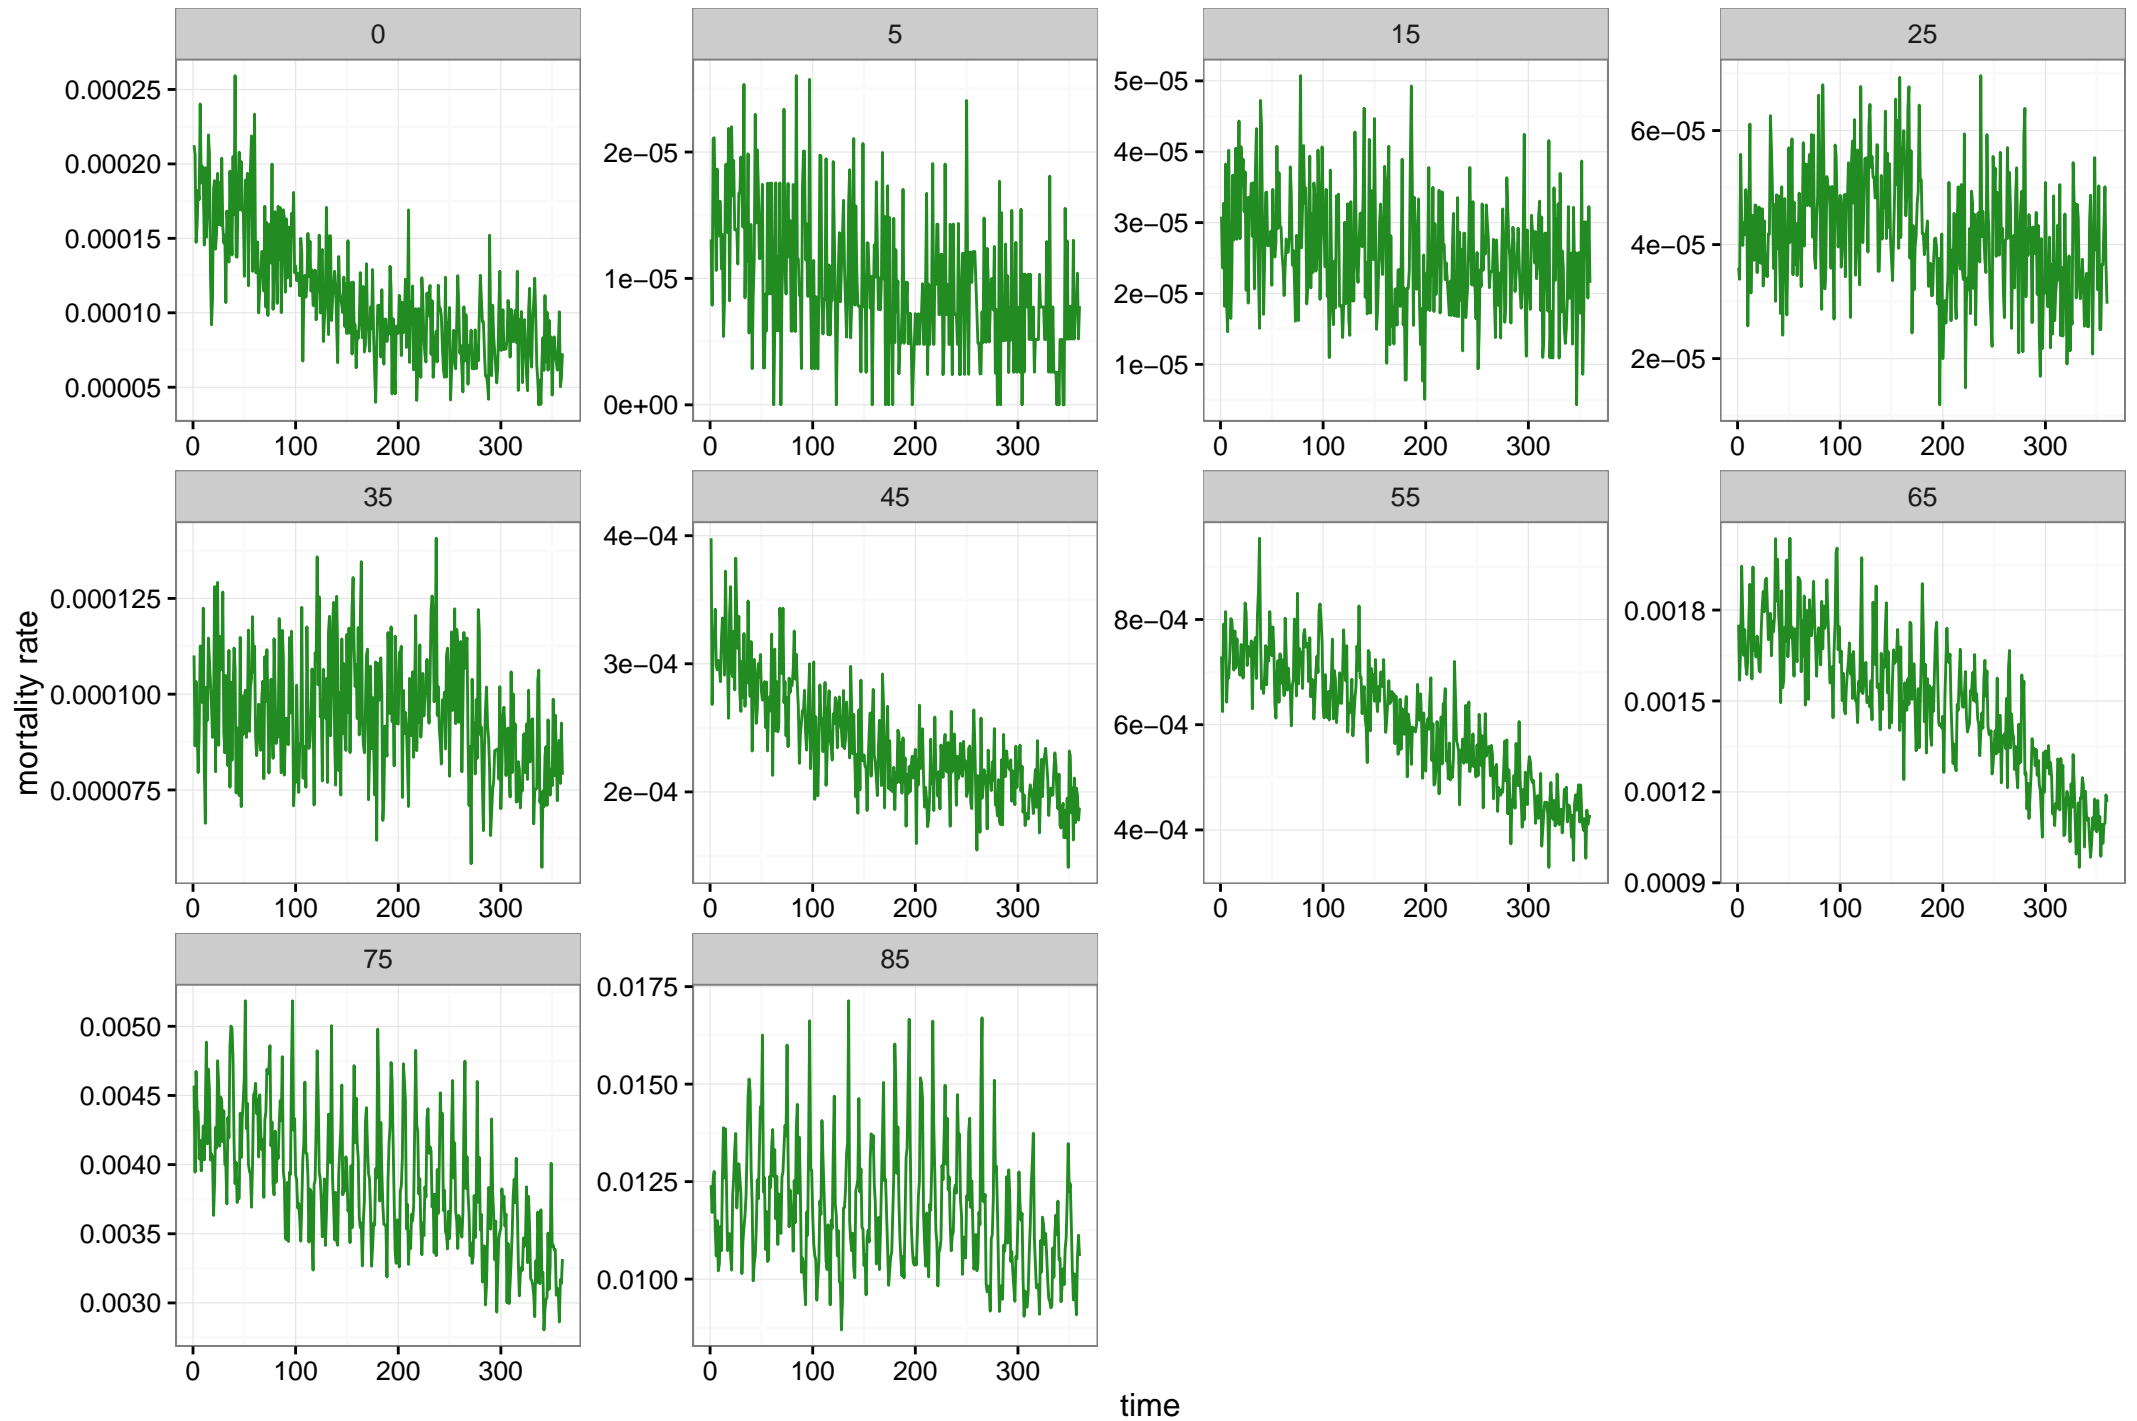 0 5 15 25
0.00025
0.00020
0.00015
0.00010
0.00005
2e−05
1e−05
0e+00
5e−05
4e−05
3e−05
2e−05
1e−05
6e−05
4e−05
2e−05
0 100 200 300 0 100 200 300 0 100 200 300 0 100 200 300
35 45 55 65
mortality rate
0.000125
0.000100
0.000075
4e−04
3e−04
2e−04
8e−04
6e−04
4e−04
0.0018
0.0015
0.0012
0.0009
0 100 200 300 0 100 200 300 0 100 200 300 0 100 200 300
75 85
0.0050
0.0045
0.0040
0.0035
0.0030
0.0175
0.0150
0.0125
0.0100
0 100 200 300 0 100 200 300
time